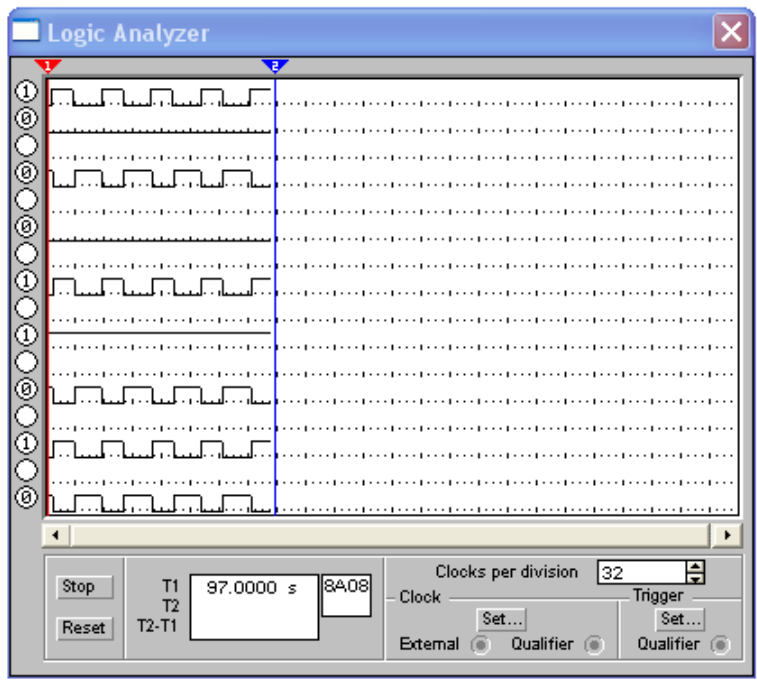 Logic Analyzer
1 2
1
0
0
0
1
1
0
1
0
Stop
Reset
T1 97.0000 s 8A08
T2
T2-T1
Clocks per division 32
Clock
Set...
External Qualifier
Trigger
Set...
Qualifier